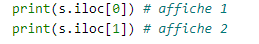 print(s.iloc[0]) # affiche 1
print(s.iloc[1]) # affiche 2